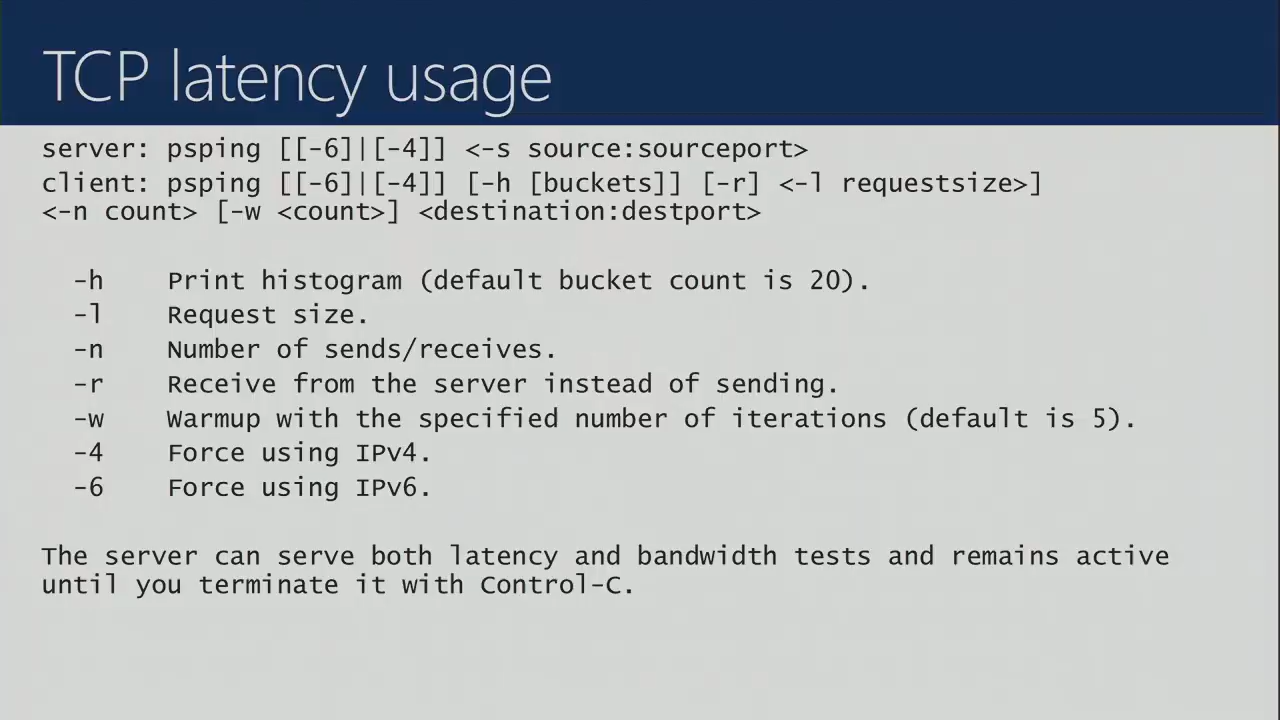 TCP latency usage
server: psping [[-6]|[-4]] <-s source:sourceport>
client: psping [[-6]|[-4]] [-h [buckets]] [-r] <-l requestsize>]
<-n count> [-w <count>] <destination:destport>
-h Print histogram (default bucket count is 20).
-l Request size.
-n Number of sends/receives.
-r Receive from the server instead of sending.
-w Warmup with the specified number of iterations (default is 5).
-4 Force using IPv4.
-6 Force using IPv6.
The server can serve both latency and bandwidth tests and remains active
until you terminate it with Control-C.